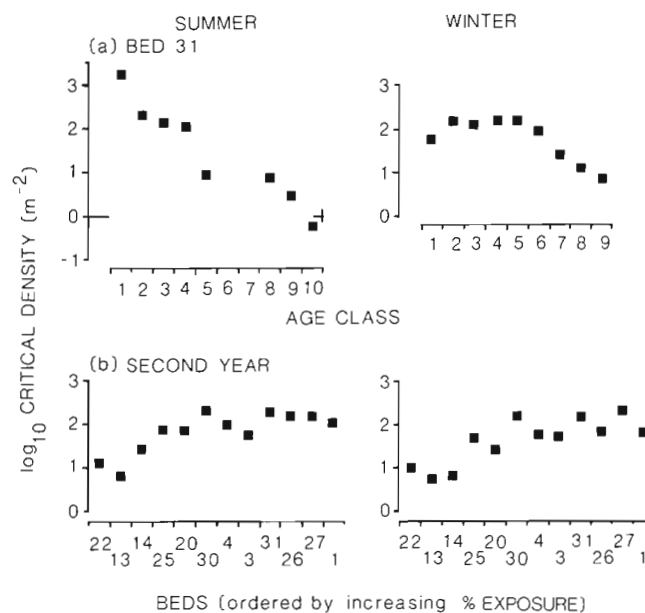 SUMMER WINTER
(a) BED 31
3 3
2 2
1 1
0 0
-1
1 2 3 4 5 6 7 8 9 10 1 2 3 4 5 6 7 8 9
AGE CLASS
log10 CRITICAL DENSITY (m⁻²)
(b) SECOND YEAR
3 3
2 2
1 1
0 0
22 14 20 4 31 27 22 14 20 4 31 27
13 25 30 3 26 1 13 25 30 3 26 1
BEDS (ordered by increasing % EXPOSURE)